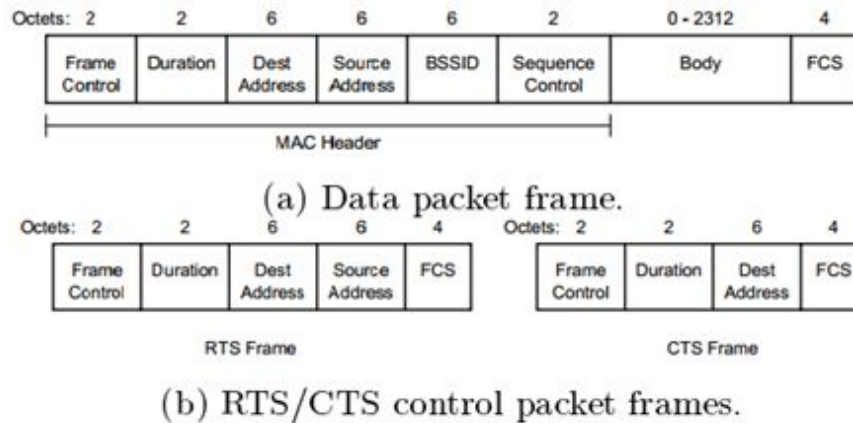 Octets: 2 2 6 6 6 2 0 - 2312 4
Frame Control Duration Dest Address Source Address BSSID Sequence Control Body FCS
MAC Header
(a) Data packet frame.
Octets: 2 2 6 6 4 Octets: 2 2 6 4
Frame Control Duration Dest Address Source Address FCS Frame Control Duration Dest Address FCS
RTS Frame CTS Frame
(b) RTS/CTS control packet frames.